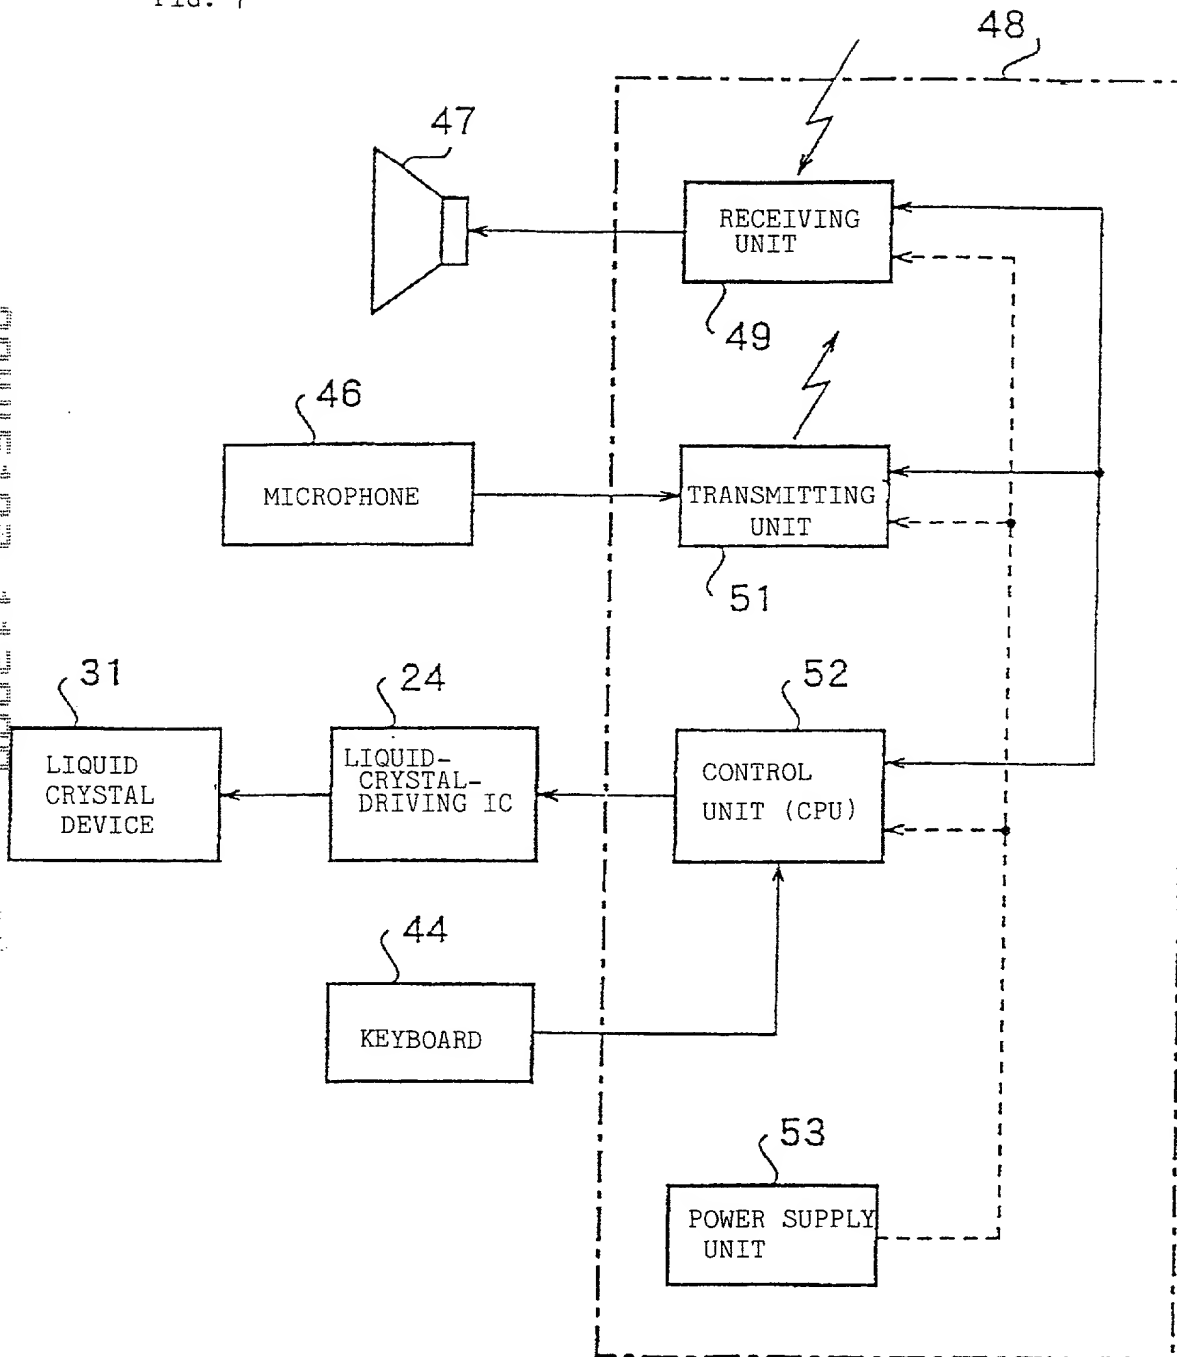 48
47
RECEIVING
UNIT
49
46
MICROPHONE
TRANSMITTING
UNIT
51
31
24
52
LIQUID
CRYSTAL
DEVICE
LIQUID-
CRYSTAL-
DRIVING IC
CONTROL
UNIT (CPU)
44
KEYBOARD
53
POWER SUPPLY
UNIT